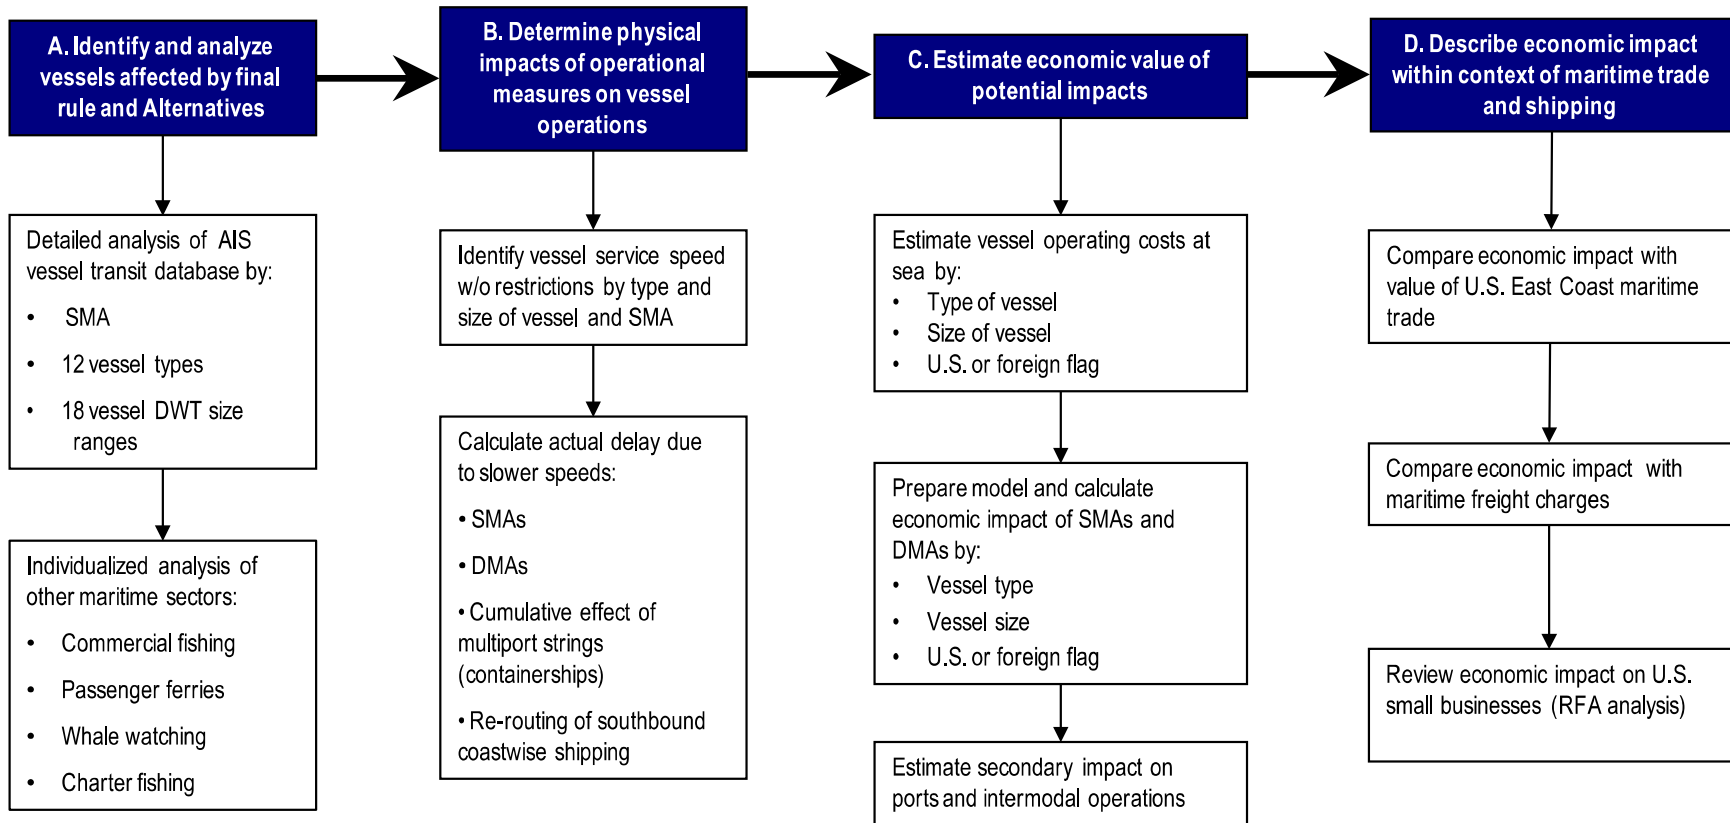 A. Identify and analyze
vessels affected by final
rule and Alternatives
Detailed analysis of AIS
vessel transit database by:
• SMA
• 12 vessel types
• 18 vessel DWT size
ranges
Individualized analysis of
other maritime sectors:
• Commercial fishing
• Passenger ferries
• Whale watching
• Charter fishing
B. Determine physical
impacts of operational
measures on vessel
operations
Identify vessel service speed
w/o restrictions by type and
size of vessel and SMA
Calculate actual delay due
to slower speeds:
• SMAs
• DMAs
• Cumulative effect of
multiport strings
(containerships)
• Re-routing of southbound
coastwise shipping
C. Estimate economic value of
potential impacts
Estimate vessel operating costs at
sea by:
• Type of vessel
• Size of vessel
• U.S. or foreign flag
Prepare model and calculate
economic impact of SMAs and
DMAs by:
• Vessel type
• Vessel size
• U.S. or foreign flag
Estimate secondary impact on
ports and intermodal operations
D. Describe economic impact
within context of maritime trade
and shipping
Compare economic impact with
value of U.S. East Coast maritime
trade
Compare economic impact with
maritime freight charges
Review economic impact on U.S.
small businesses (RFA analysis)